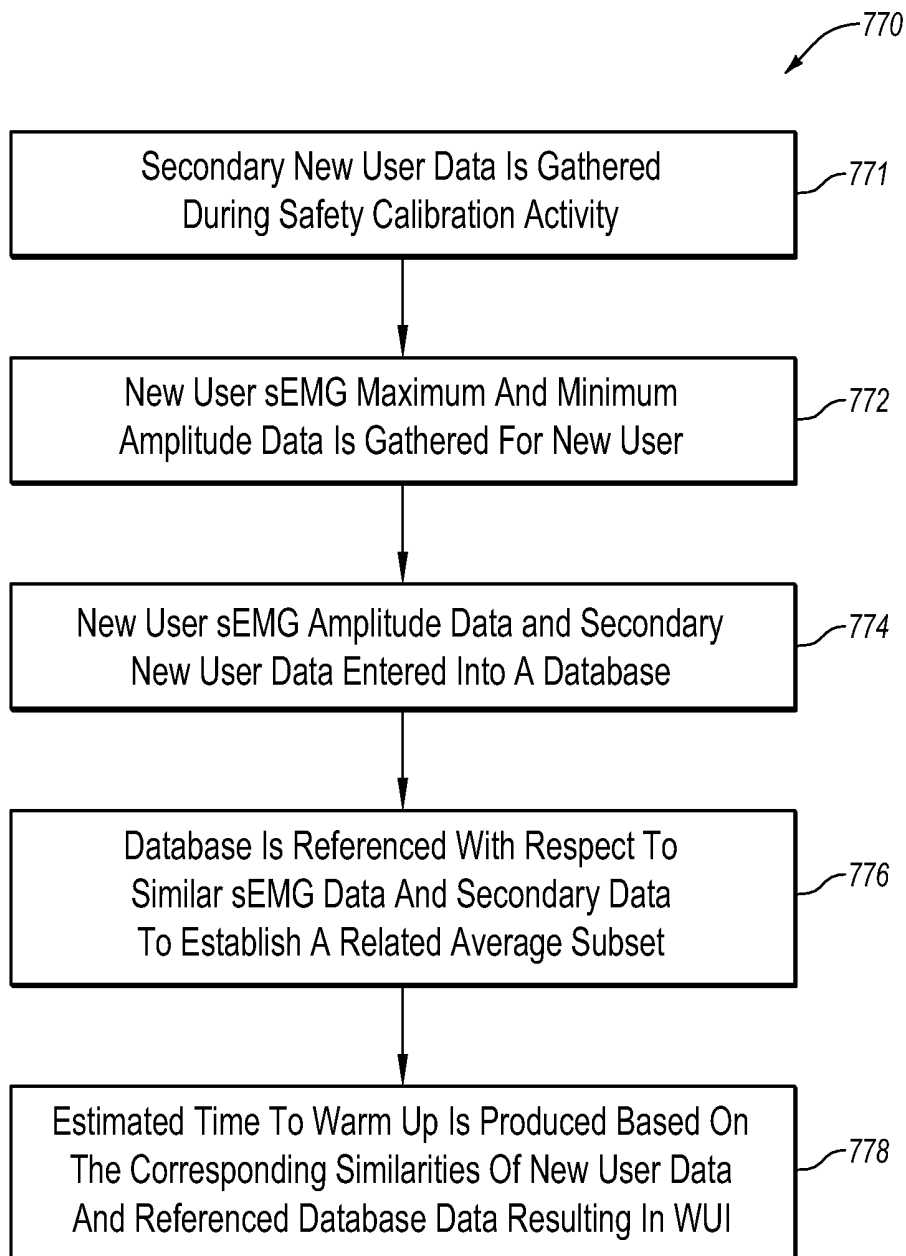 770
Secondary New User Data Is Gathered
During Safety Calibration Activity
771
New User sEMG Maximum And Minimum
Amplitude Data Is Gathered For New User
772
New User sEMG Amplitude Data and Secondary
New User Data Entered Into A Database
774
Database Is Referenced With Respect To
Similar sEMG Data And Secondary Data
To Establish A Related Average Subset
776
Estimated Time To Warm Up Is Produced Based On
The Corresponding Similarities Of New User Data
And Referenced Database Data Resulting In WUI
778